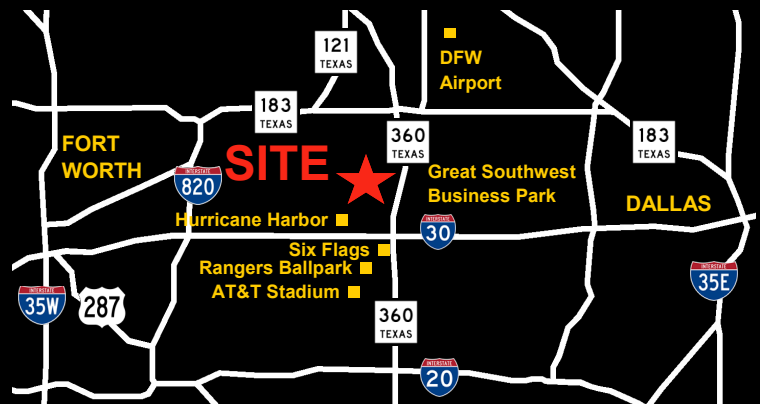 121
TEXAS
DFW
Airport
183
TEXAS
360
TEXAS
183
TEXAS
FORT
WORTH
SITE
INTERSTATE
820
Great Southwest
Business Park
DALLAS
Hurricane Harbor
INTERSTATE
30
Six Flags
Rangers Ballpark
AT&T Stadium
INTERSTATE
35W
287
INTERSTATE
35E
360
TEXAS
INTERSTATE
20